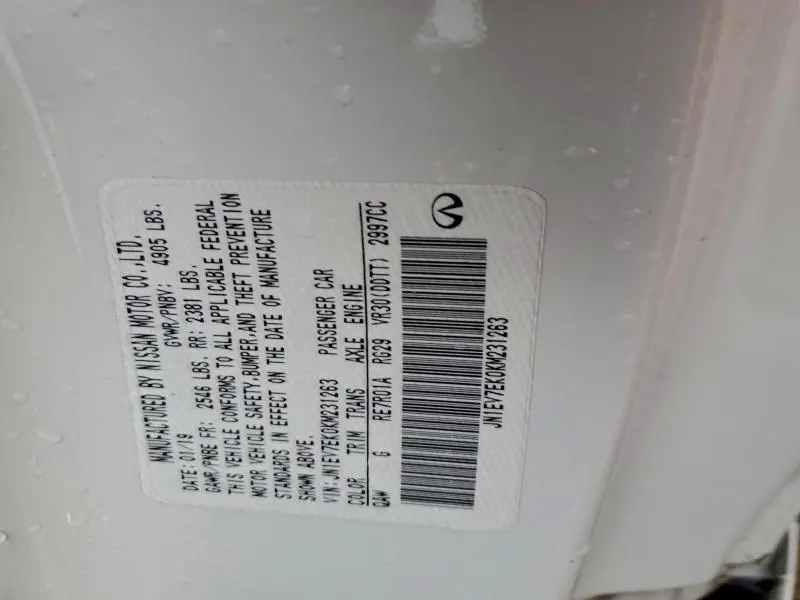 MANUFACTURED BY NISSAN MOTOR CO.,LTD.
DATE: 01/19 GVWR/PNBV: 4905 LBS.
GAWR/PNBE FR: 2546 LBS. RR: 2381 LBS.
THIS VEHICLE CONFORMS TO ALL APPLICABLE FEDERAL
MOTOR VEHICLE SAFETY,BUMPER,AND THEFT PREVENTION
STANDARDS IN EFFECT ON THE DATE OF MANUFACTURE
SHOWN ABOVE.
VIN:JN1EV7EK0KM231263 PASSENGER CAR
COLOR TRIM TRANS AXLE ENGINE
QAW G RE7R01A RG29 VR30(DDTT) 2997CC
JN1EV7EK0KM231263